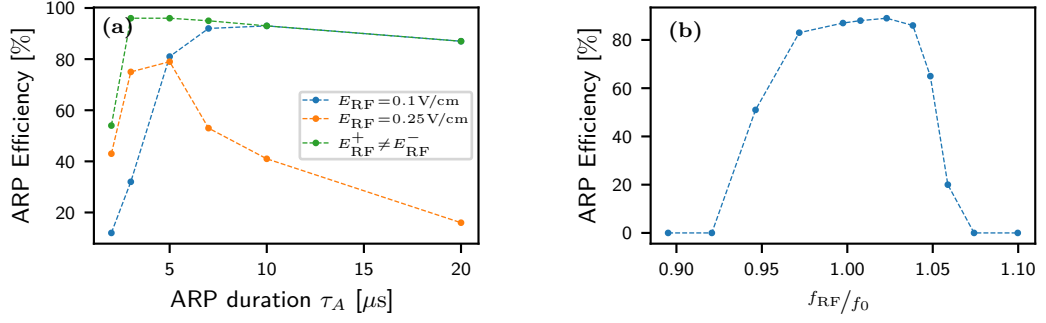 (a)
ARP Efficiency [%]
100
80
60
40
20
E_RF = 0.1 V/cm
E_RF = 0.25 V/cm
E⁺_RF ≠ E⁻_RF
5
10
15
20
ARP duration τ_A [μs]
(b)
ARP Efficiency [%]
80
60
40
20
0
0.90
0.95
1.00
1.05
1.10
f_RF/f_0